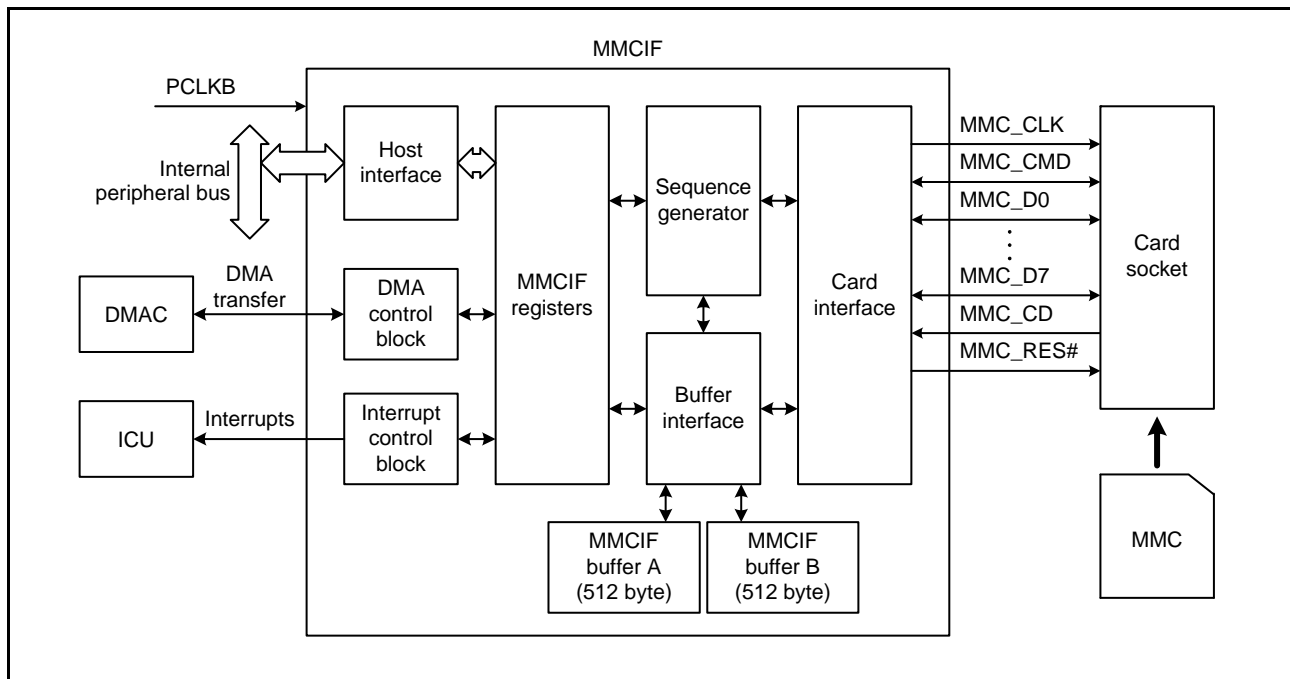 MMCIF
PCLKB
Internal
peripheral bus
Host
interface
DMAC
DMA
transfer
DMA
control
block
ICU
Interrupts
Interrupt
control
block
MMCIF
registers
Sequence
generator
Buffer
interface
MMCIF
buffer A
(512 byte)
MMCIF
buffer B
(512 byte)
Card
interface
MMC_CLK
MMC_CMD
MMC_D0
MMC_D7
MMC_CD
MMC_RES#
Card
socket
MMC